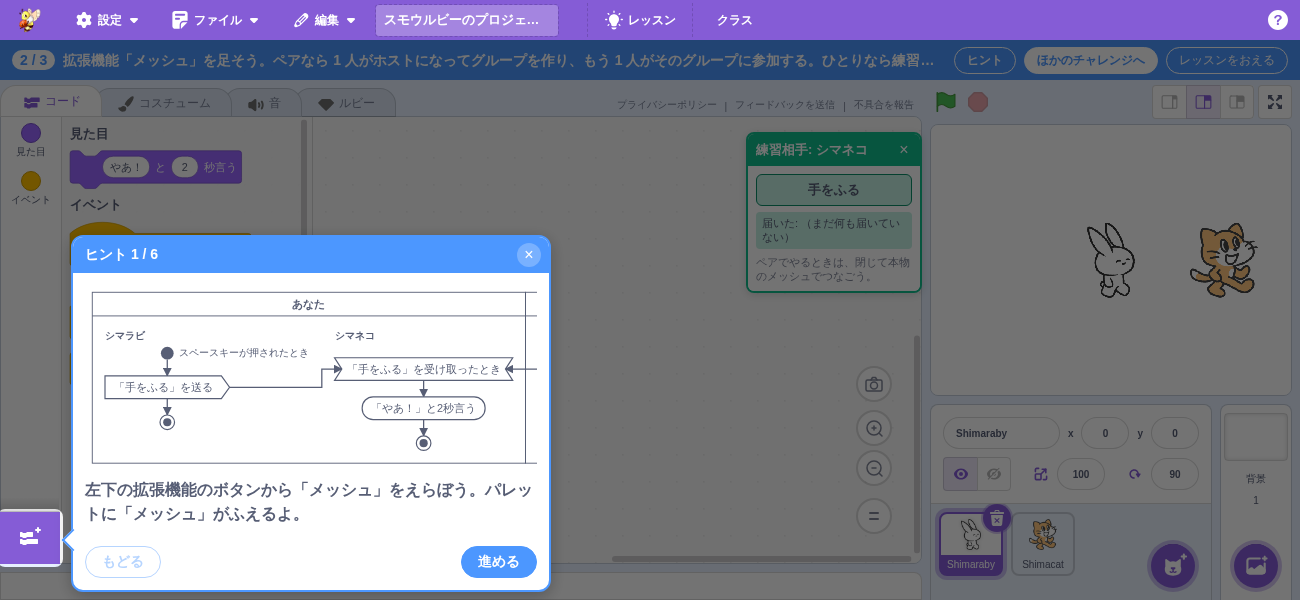 設定 ファイル 編集 スモウルビーのプロジェ… レッスン クラス ?
2 / 3 拡張機能「メッシュ」を足そう。ペアなら 1 人がホストになってグループを作り、もう 1 人がそのグループに参加する。ひとりなら練習… ヒント ほかのチャレンジへ レッスンをおえる
コード コスチューム 音 ルビー プライバシーポリシー | フィードバックを送信 | 不具合を報告
見た目
イベント
見た目
やあ！ と 2 秒言う
イベント
練習相手: シマネコ ×
手をふる
届いた: （まだ何も届いてい
ない）
ペアでやるときは、閉じて本物
のメッシュでつなごう。
ヒント 1 / 6 ×
あなた
シマラビ シマネコ
スペースキーが押されたとき
「手をふる」を受け取ったとき
「手をふる」を送る
「やあ！」と2秒言う
左下の拡張機能のボタンから「メッシュ」をえらぼう。パレッ
トに「メッシュ」がふえるよ。
もどる 進める
Shimaraby x 0 y 0
100 90
Shimaraby Shimacat
背景
1